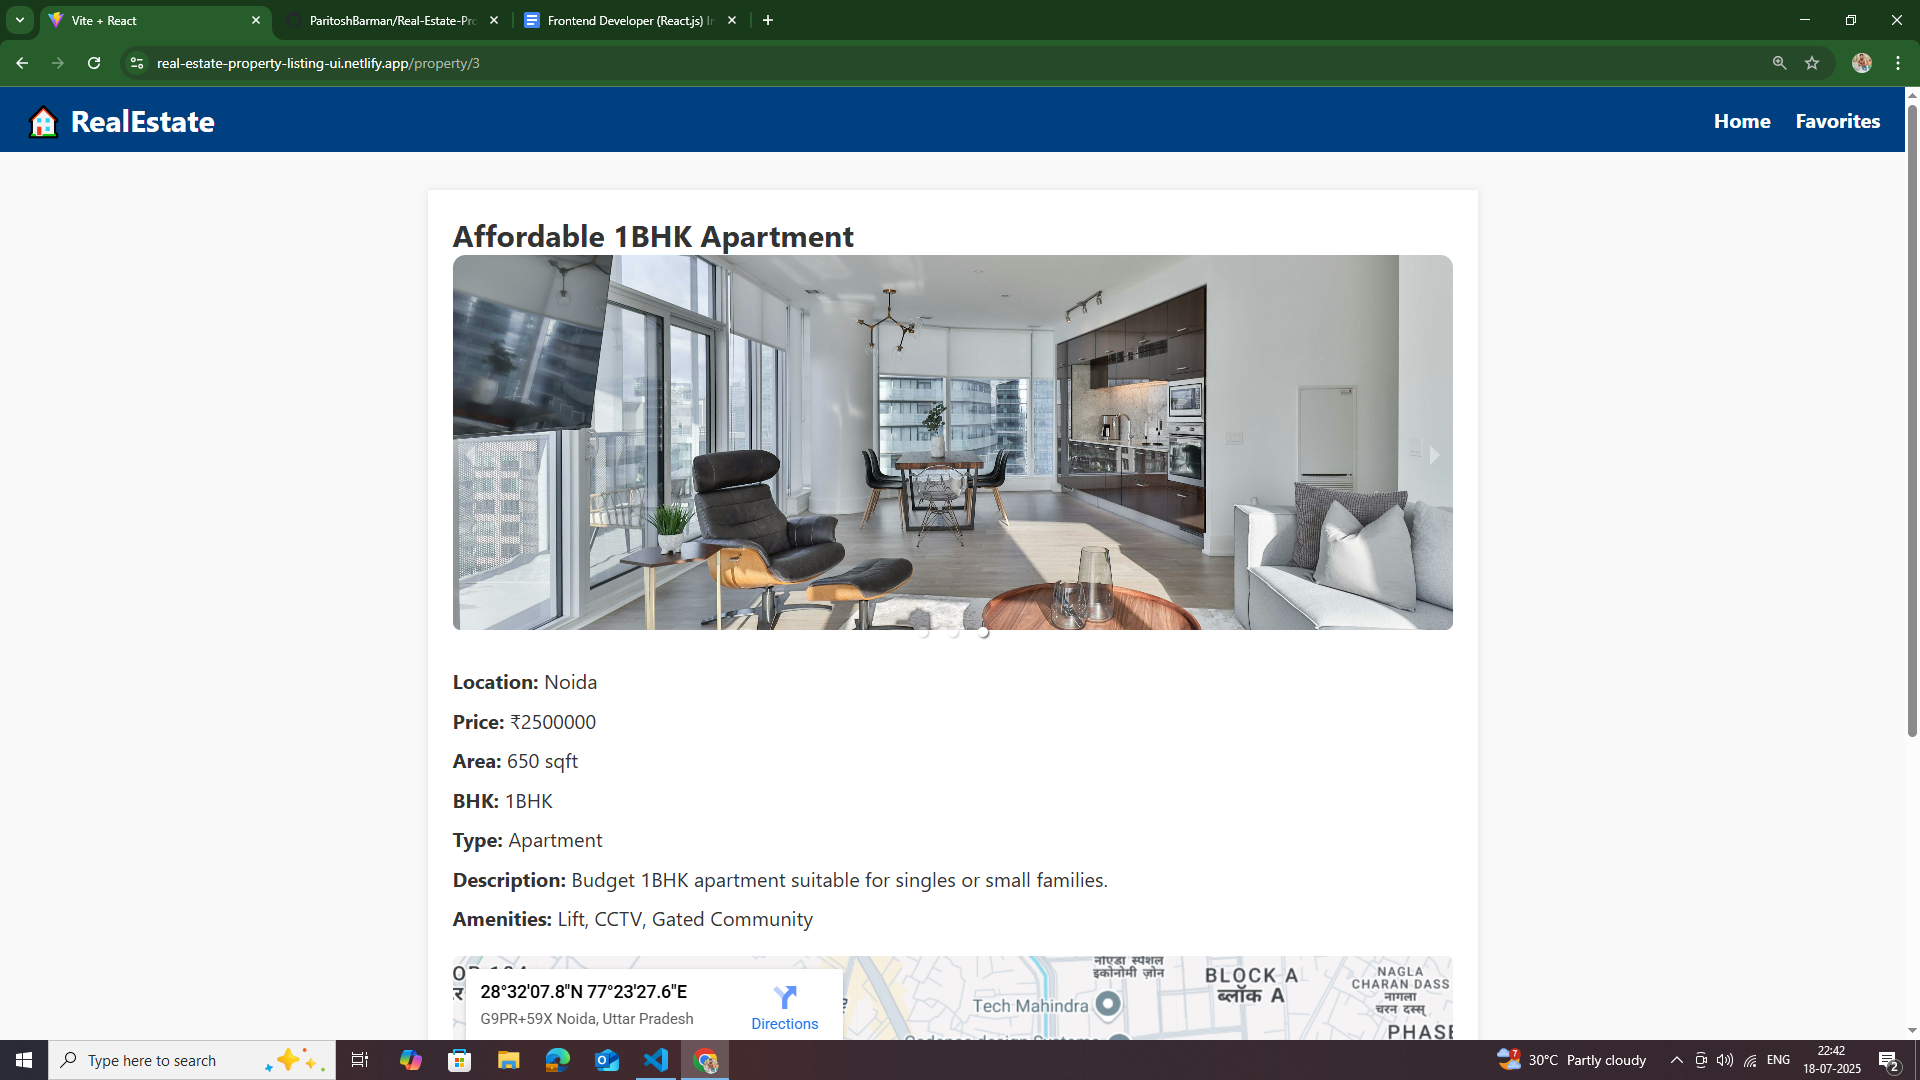 Vite + React
ParitoshBarman/Real-Estate-Pro
Frontend Developer (React.js) In
real-estate-property-listing-ui.netlify.app/property/3
RealEstate
Home
Favorites
Affordable 1BHK Apartment
Location: Noida
Price: ₹2500000
Area: 650 sqft
BHK: 1BHK
Type: Apartment
Description: Budget 1BHK apartment suitable for singles or small families.
Amenities: Lift, CCTV, Gated Community
28°32'07.8"N 77°23'27.6"E
G9PR+59X Noida, Uttar Pradesh
Directions
इकोनोमी ज़ोन
Tech Mahindra
BLOCK A
ब्लॉक A
NAGLA
CHARAN DASS
नागला
चरन दस्स
PHASE
Type here to search
7
30°C Partly cloudy
ENG
22:42
18-07-2025
2